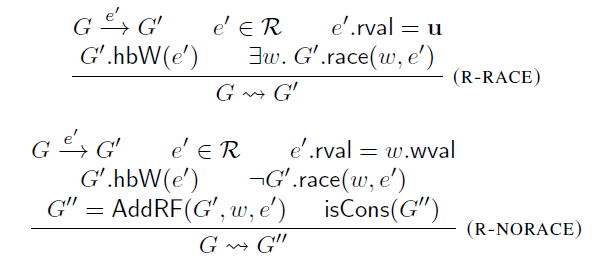 G —e′→ G′ e′ ∈ ℛ e′.rval = u
G′.hbW(e′) ∃w. G′.race(w, e′)
(R-RACE)
G ⇝ G′
G —e′→ G′ e′ ∈ ℛ e′.rval = w.wval
G′.hbW(e′) ¬G′.race(w, e′)
G′′ = AddRF(G′, w, e′) isCons(G′′)
(R-NORACE)
G ⇝ G′′